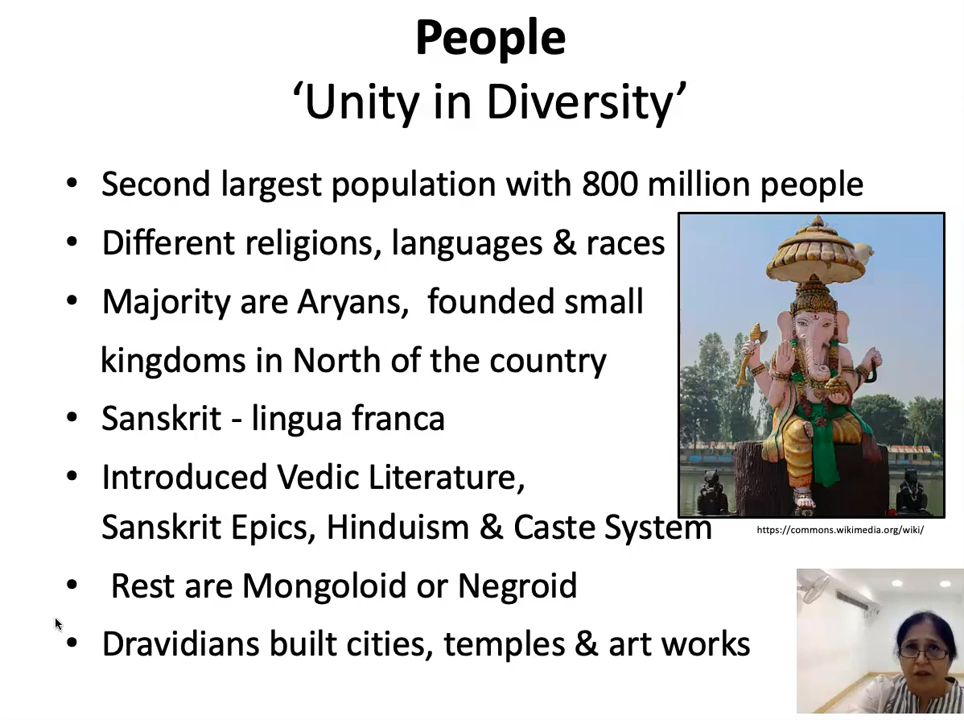 People
‘Unity in Diversity’
• Second largest population with 800 million people
• Different religions, languages & races
• Majority are Aryans,  founded small
kingdoms in North of the country
• Sanskrit - lingua franca
• Introduced Vedic Literature,
Sanskrit Epics, Hinduism & Caste System
https://commons.wikimedia.org/wiki/
• Rest are Mongoloid or Negroid
• Dravidians built cities, temples & art works